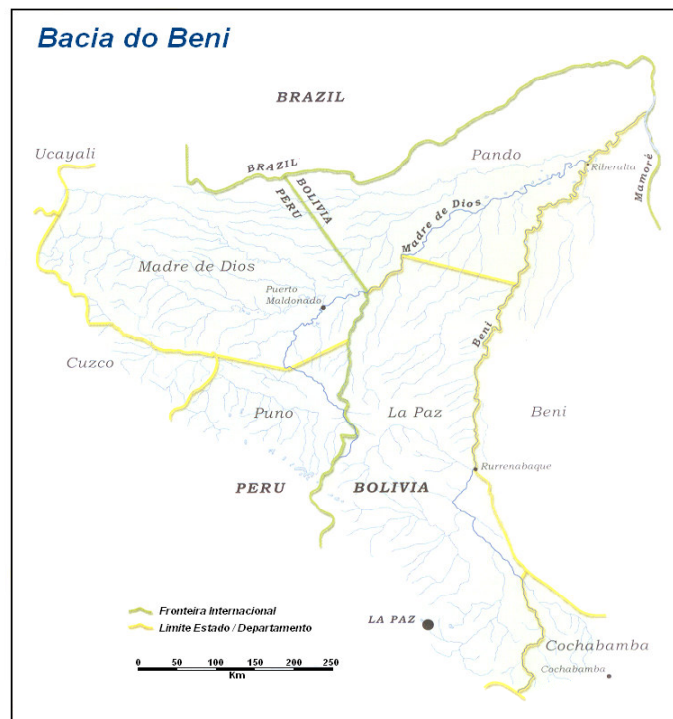 Bacia do Beni
BRAZIL
Ucayali
Pando
BRAZIL
BOLIVIA
PERU
Riberaliu
Mamoré
Madre de Dios
Madre de Dios
Puerto
Maldonado
Beni
Cuzco
Puno
La Paz
Beni
Rurrenabaque
PERU
BOLIVIA
Fronteira Internacional
Limite Estado / Departamento
LA PAZ
Cochabamba
Cochabamba
0 50 100 150 200 250
Km